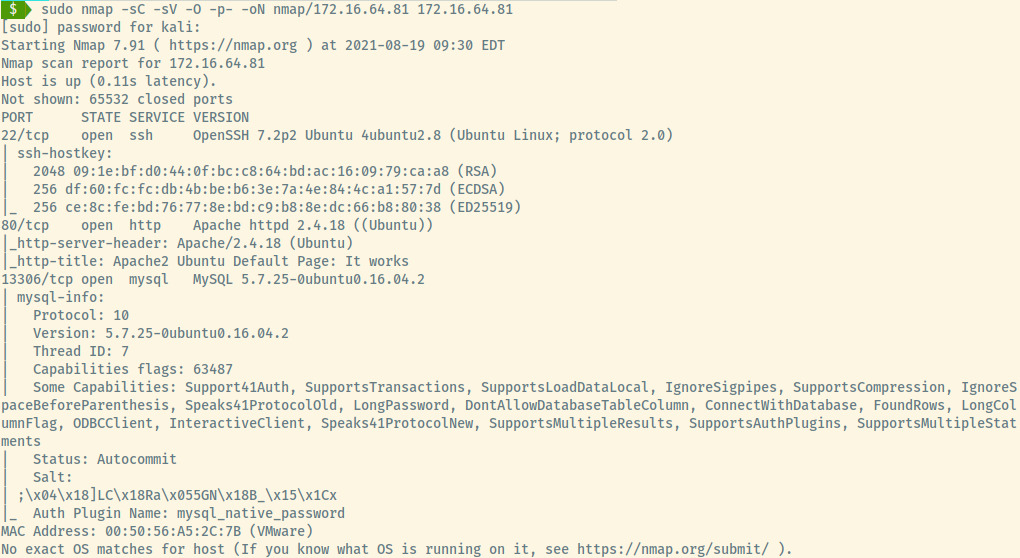 $ sudo nmap -sC -sV -O -p- -oN nmap/172.16.64.81 172.16.64.81
[sudo] password for kali:
Starting Nmap 7.91 ( https://nmap.org ) at 2021-08-19 09:30 EDT
Nmap scan report for 172.16.64.81
Host is up (0.11s latency).
Not shown: 65532 closed ports
PORT      STATE SERVICE VERSION
22/tcp    open  ssh     OpenSSH 7.2p2 Ubuntu 4ubuntu2.8 (Ubuntu Linux; protocol 2.0)
| ssh-hostkey:
|   2048 09:1e:bf:d0:44:0f:bc:c8:64:bd:ac:16:09:79:ca:a8 (RSA)
|   256 df:60:fc:fc:db:4b:be:b6:3e:7a:4e:84:4c:a1:57:7d (ECDSA)
|_  256 ce:8c:fe:bd:76:77:8e:bd:c9:b8:8e:dc:66:b8:80:38 (ED25519)
80/tcp    open  http    Apache httpd 2.4.18 ((Ubuntu))
|_http-server-header: Apache/2.4.18 (Ubuntu)
|_http-title: Apache2 Ubuntu Default Page: It works
13306/tcp open  mysql   MySQL 5.7.25-0ubuntu0.16.04.2
| mysql-info:
|   Protocol: 10
|   Version: 5.7.25-0ubuntu0.16.04.2
|   Thread ID: 7
|   Capabilities flags: 63487
|   Some Capabilities: Support41Auth, SupportsTransactions, SupportsLoadDataLocal, IgnoreSigpipes, SupportsCompression, IgnoreS
paceBeforeParenthesis, Speaks41ProtocolOld, LongPassword, DontAllowDatabaseTableColumn, ConnectWithDatabase, FoundRows, LongCol
umnFlag, ODBCClient, InteractiveClient, Speaks41ProtocolNew, SupportsMultipleResults, SupportsAuthPlugins, SupportsMultipleStat
ments
|   Status: Autocommit
|   Salt:
| ;\x04\x18]LC\x18Ra\x055GN\x18B_\x15\x1Cx
|_  Auth Plugin Name: mysql_native_password
MAC Address: 00:50:56:A5:2C:7B (VMware)
No exact OS matches for host (If you know what OS is running on it, see https://nmap.org/submit/ ).